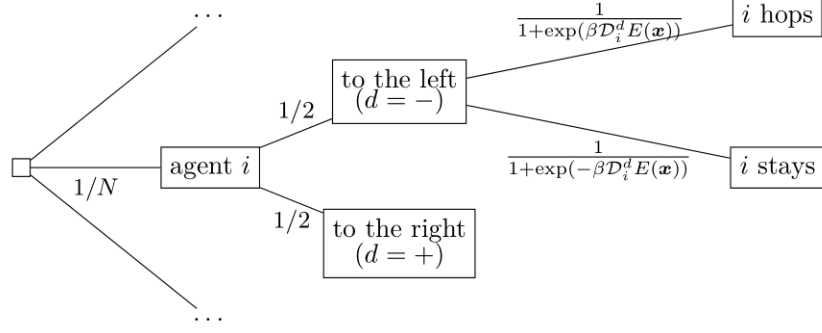 ...
1/N
agent i
1/2
to the left
(d = −)
1/(1+exp(βD_i^d E(x)))
i hops
1/(1+exp(−βD_i^d E(x)))
i stays
1/2
to the right
(d = +)
...